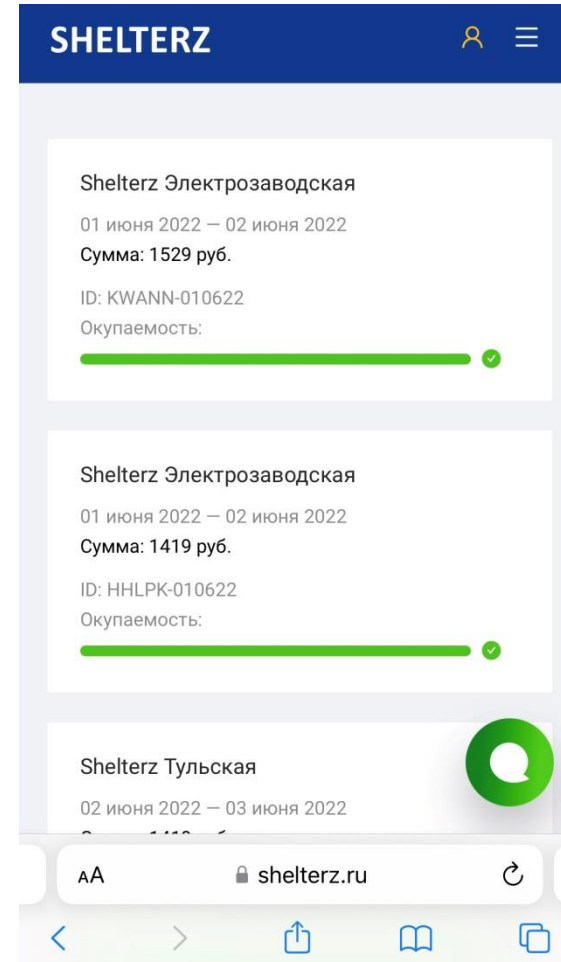 SHELTERZ
Shelterz Электрозаводская
01 июня 2022 — 02 июня 2022
Сумма: 1529 руб.
ID: KWANN-010622
Окупаемость:
Shelterz Электрозаводская
01 июня 2022 — 02 июня 2022
Сумма: 1419 руб.
ID: HHLPK-010622
Окупаемость:
Shelterz Тульская
02 июня 2022 — 03 июня 2022
AA
shelterz.ru